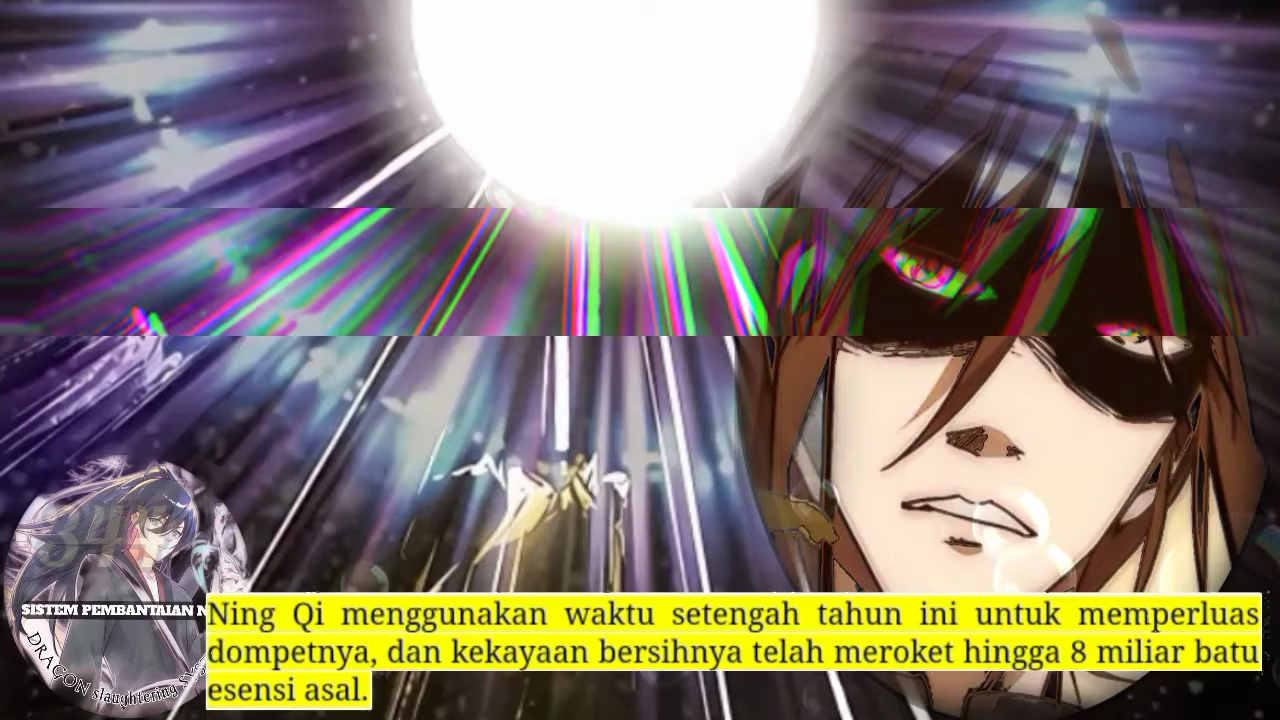 SISTEM PEMBANTAIAN N
DRAGON slaughtering SYS
Ning Qi menggunakan waktu setengah tahun ini untuk memperluas
dompetnya, dan kekayaan bersihnya telah meroket hingga 8 miliar batu
esensi asal.